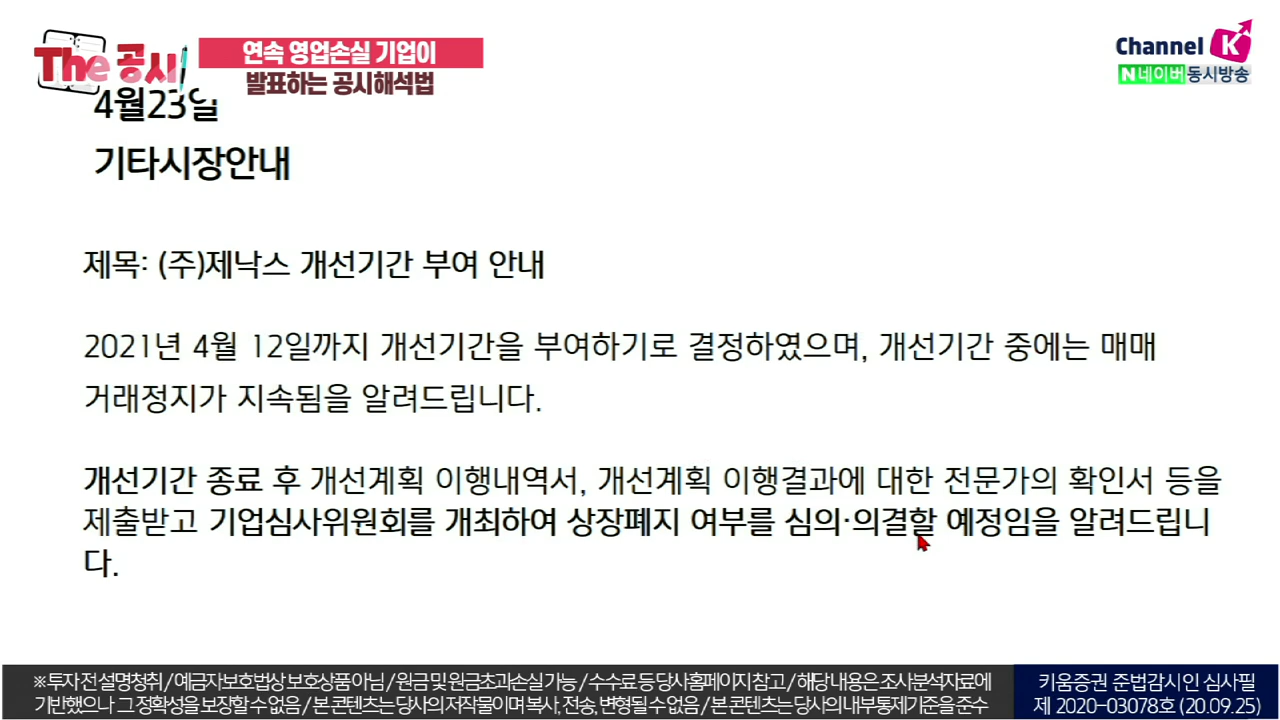 The 공시
연속 영업손실 기업이
발표하는 공시해석법
Channel K
N 네이버 동시방송
4월23일
기타시장안내
제목: (주)제낙스 개선기간 부여 안내
2021년 4월 12일까지 개선기간을 부여하기로 결정하였으며, 개선기간 중에는 매매
거래정지가 지속됨을 알려드립니다.
개선기간 종료 후 개선계획 이행내역서, 개선계획 이행결과에 대한 전문가의 확인서 등을
제출받고 기업심사위원회를 개최하여 상장폐지 여부를 심의·의결할 예정임을 알려드립니
다.
※투자 전 설명청취 / 예금자보호법상 보호상품 아님 / 원금 및 원금초과손실 가능 / 수수료 등 당사홈페이지 참고 / 해당 내용은 조사분석자료에
기반했으나 그 정확성을 보장할 수 없음 / 본 콘텐츠는 당사의 저작물이며 복사, 전송, 변형될 수 없음 / 본 콘텐츠는 당사의 내부통제기준을 준수
키움증권 준법감시인 심사필
제 2020-03078호 (20.09.25)